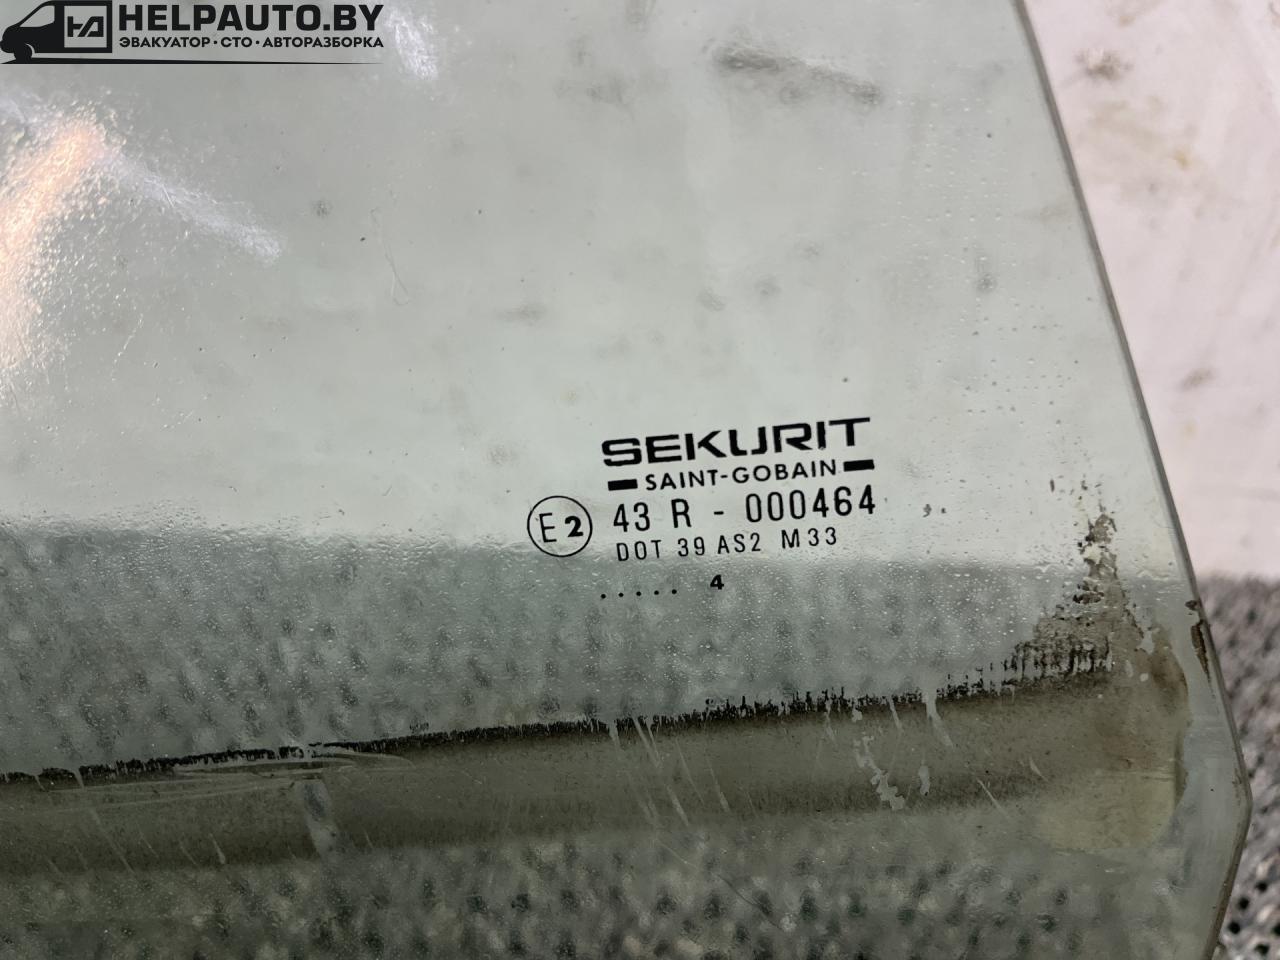 HELPAUTO.BY
ЭВАКУАТОР · СТО · АВТОРАЗБОРКА
SEKURIT
SAINT-GOBAIN
E2 43 R - 000464
DOT 39 AS2 M33
..... 4